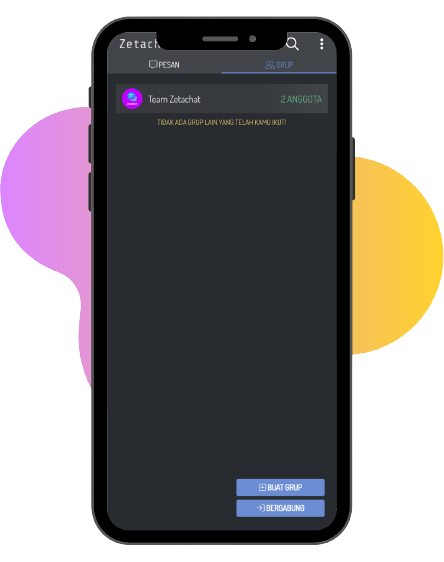 Zetach
PESAN
GRUP
Team Zetachat
2 ANGGOTA
TIDAK ADA GRUP LAIN YANG TELAH KAMU IKUTI
BUAT GRUP
BERGABUNG